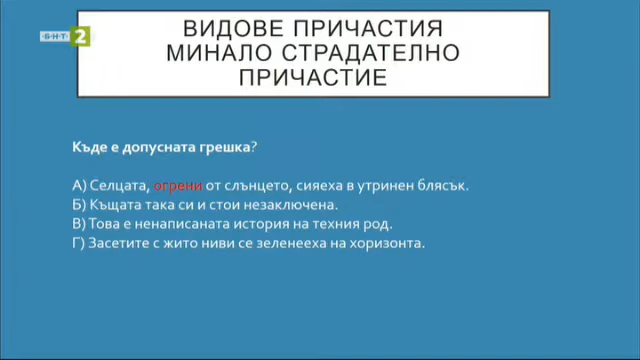 БНТ 2
ВИДОВЕ ПРИЧАСТИЯ
МИНАЛО СТРАДАТЕЛНО
ПРИЧАСТИЕ
Къде е допусната грешка?
А) Селцата, огрени от слънцето, сияеха в утринен блясък.
Б) Къщата така си и стои незаключена.
В) Това е ненаписаната история на техния род.
Г) Засетите с жито ниви се зеленееха на хоризонта.